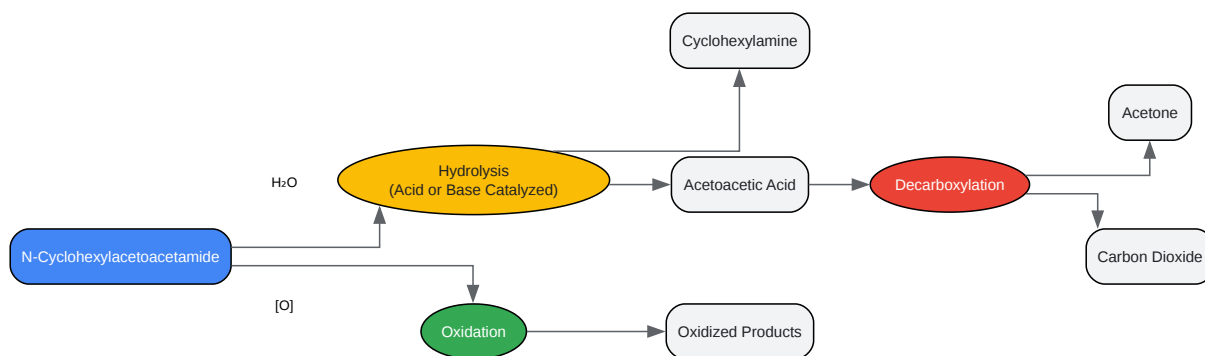 Cyclohexylamine
Acetone
Hydrolysis
(Acid or Base Catalyzed)
H₂O
Acetoacetic Acid
Decarboxylation
N-Cyclohexylacetoacetamide
Carbon Dioxide
[O]
Oxidation
Oxidized Products